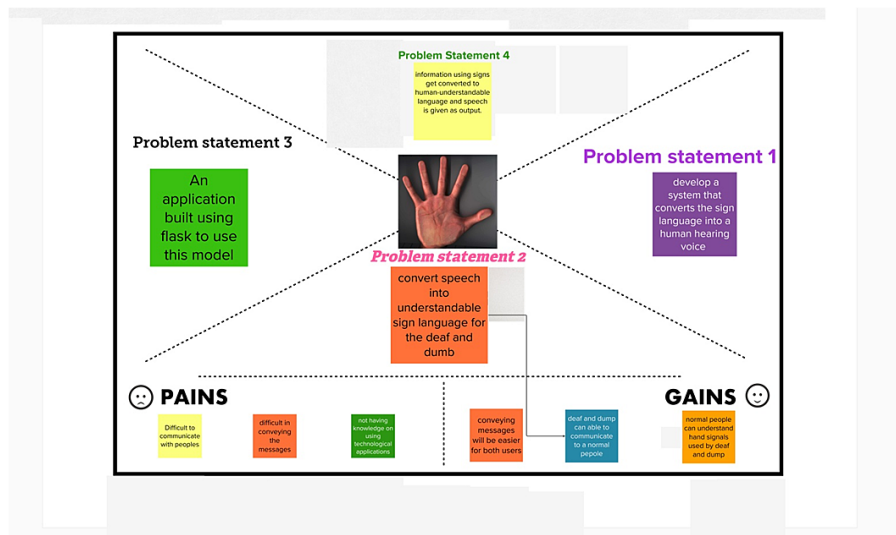 Problem Statement 4
information using signs
get converted to
human-understandable
language and speech
is given as output.
Problem statement 3
An
application
built using
flask to use
this model
Problem statement 1
develop a
system that
converts the sign
language into a
human hearing
voice
Problem statement 2
convert speech
into
understandable
sign language for
the deaf and
dumb
PAINS
Difficult to
communicate
with peoples
difficult in
conveying
the
messages
not having
knowledge on
using
technological
applications
GAINS
conveying
messages
will be easier
for both users
deaf and dump
can able to
communicate
to a normal
pepole
normal people
can understand
hand signals
used by deaf
and dump